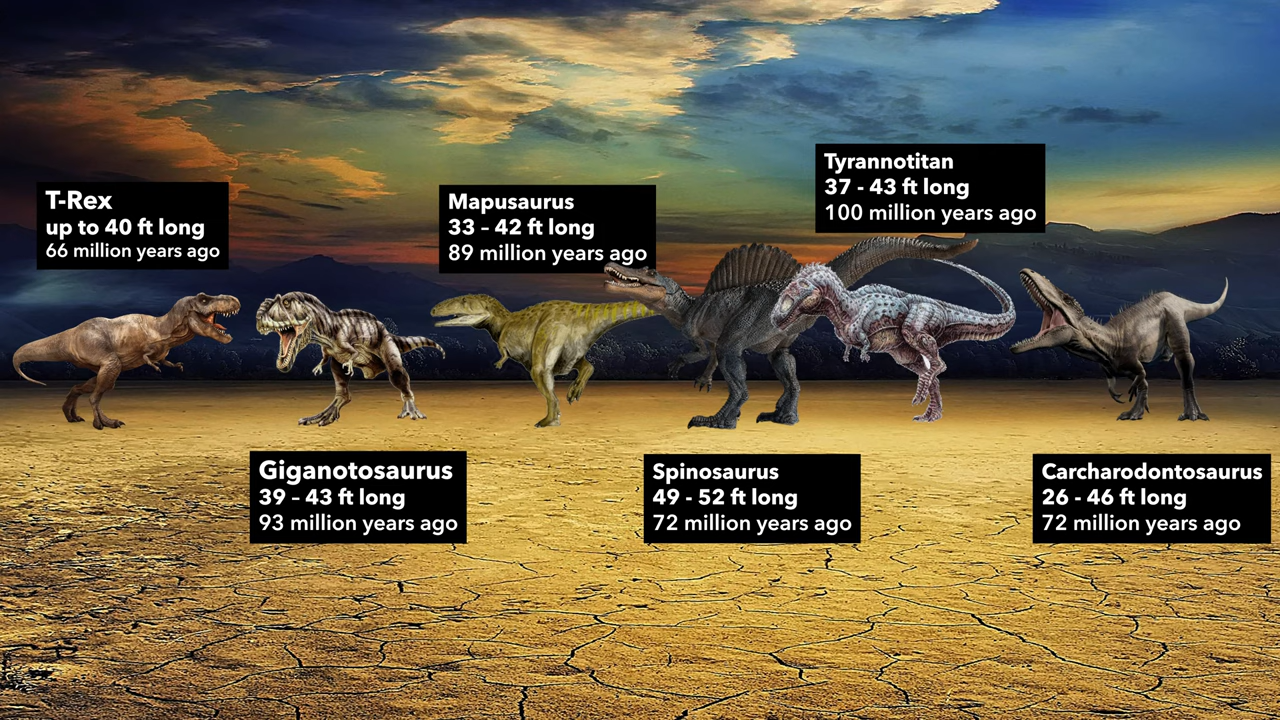 T-Rex
up to 40 ft long
66 million years ago
Giganotosaurus
39 – 43 ft long
93 million years ago
Mapusaurus
33 – 42 ft long
89 million years ago
Spinosaurus
49 - 52 ft long
72 million years ago
Tyrannotitan
37 - 43 ft long
100 million years ago
Carcharodontosaurus
26 - 46 ft long
72 million years ago